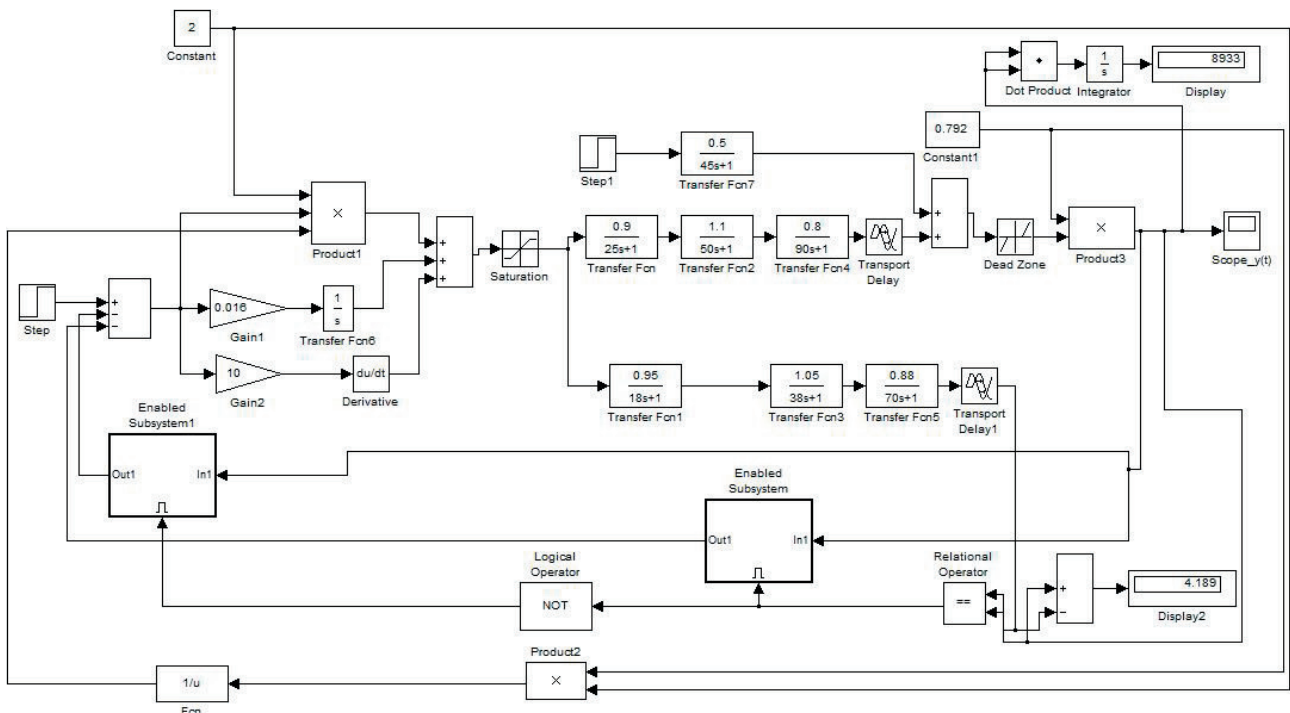 2
Constant
8933
Dot Product
1
s
Integrator
Display
0.792
Constant1
Step1
0.5
45s+1
Transfer Fcn7
×
Product1
+
+
+
Saturation
0.9
25s+1
Transfer Fcn
1.1
50s+1
Transfer Fcn2
0.8
90s+1
Transfer Fcn4
Transport
Delay
+
+
Dead Zone
×
Product3
Scope_y(t)
Step
+
−
−
0.016
Gain1
1
s
Transfer Fcn6
10
Gain2
du/dt
Derivative
0.95
18s+1
Transfer Fcn1
1.05
38s+1
Transfer Fcn3
0.88
70s+1
Transfer Fcn5
Transport
Delay1
Enabled
Subsystem1
Out1
In1
Enabled
Subsystem
Out1
In1
Logical
Operator
NOT
Relational
Operator
==
+
−
4.189
Display2
Product2
×
1/u
Fcn